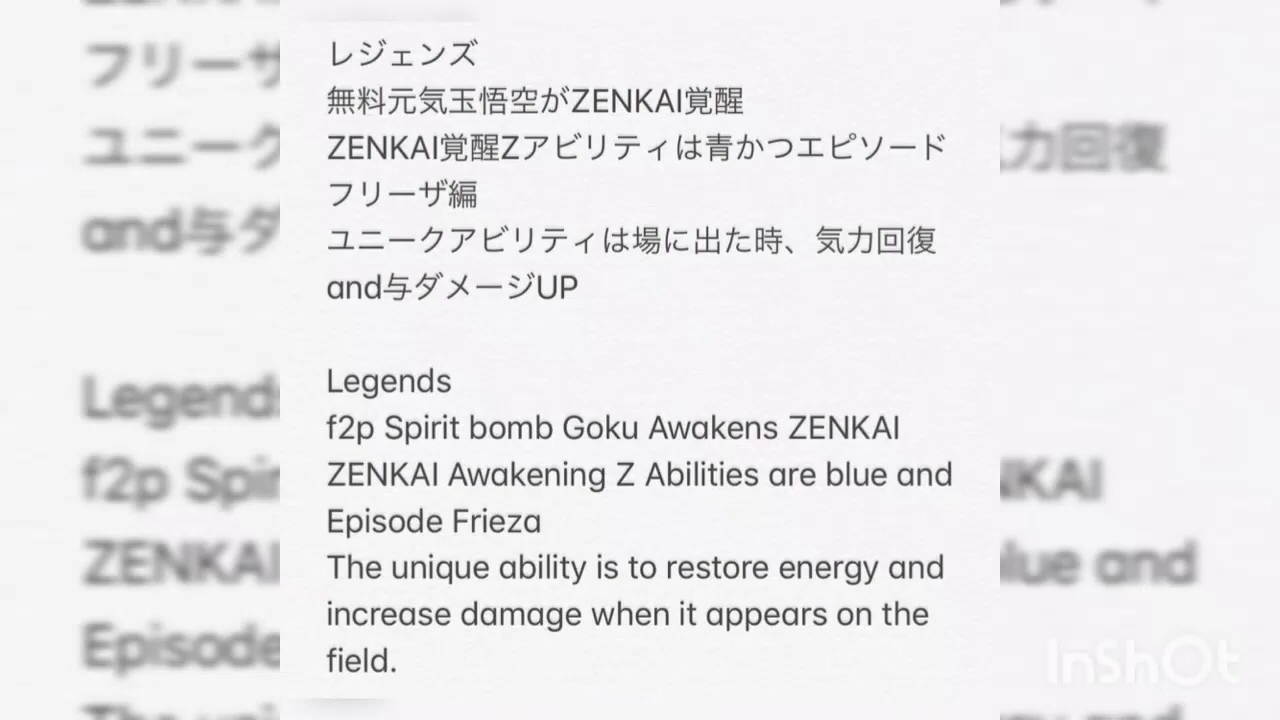 レジェンズ
無料元気玉悟空がZENKAI覚醒
ZENKAI覚醒Zアビリティは青かつエピソード
フリーザ編
ユニークアビリティは場に出た時、気力回復
and与ダメージUP
Legends
f2p Spirit bomb Goku Awakens ZENKAI
ZENKAI Awakening Z Abilities are blue and
Episode Frieza
The unique ability is to restore energy and
increase damage when it appears on the
field.
InShOt